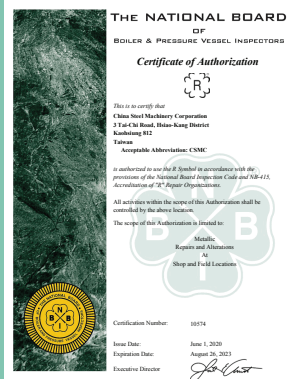 THE NATIONAL BOARD
OF
BOILER & PRESSURE VESSEL INSPECTORS
Certificate of Authorization
R
This is to certify that
China Steel Machinery Corporation
3 Tai-Chi Road, Hsiao-Kang District
Kaohsiung 812
Taiwan
Acceptable Abbreviation: CSMC
is authorized to use the R Symbol in accordance with the
provisions of the National Board Inspection Code and NB-415,
Accreditation of "R" Repair Organizations.
All activities within the scope of this Authorization shall be
controlled by the above location.
The scope of this Authorization is limited to:
Metallic
Repairs and Alterations
At
Shop and Field Locations
N
B B
I
Certification Number: 10574
Issue Date: June 1, 2020
Expiration Date: August 26, 2023
Executive Director